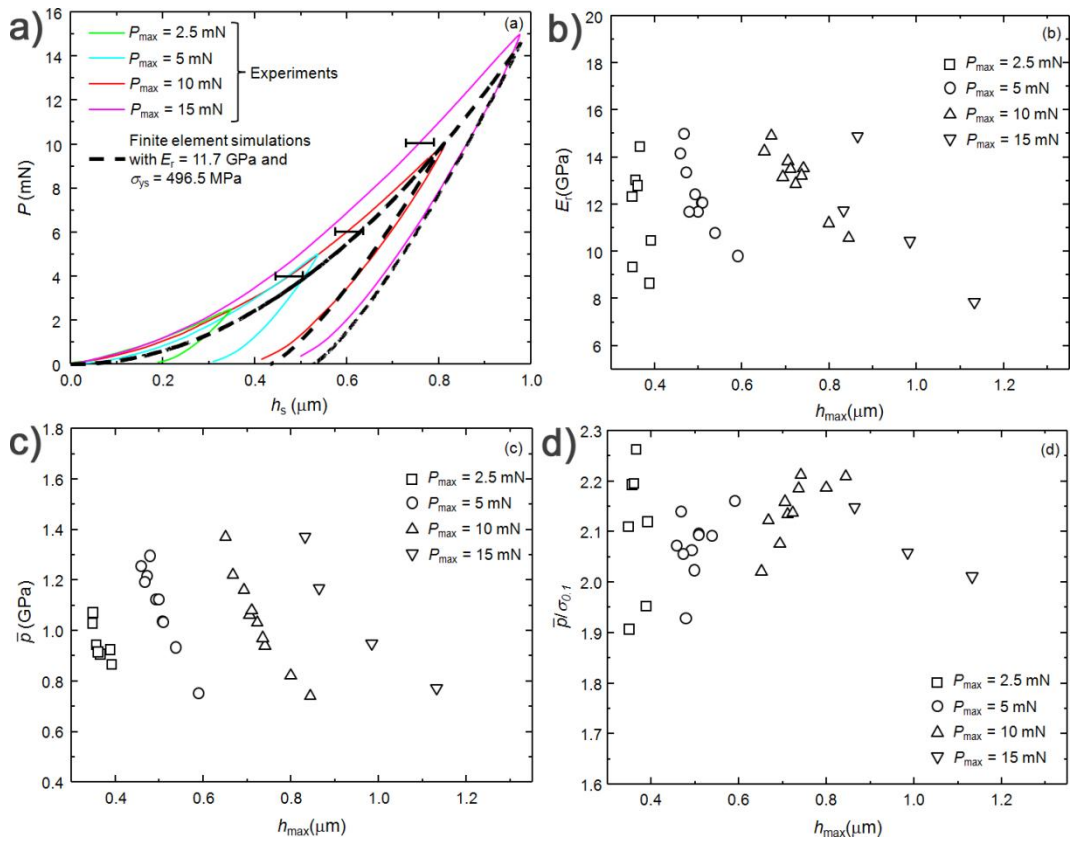 a)
(a)
P_max = 2.5 mN
P_max = 5 mN
P_max = 10 mN
P_max = 15 mN
Experiments
Finite element simulations
with E_r = 11.7 GPa and
σ_ys = 496.5 MPa
P (mN)
16
14
12
10
8
6
4
2
0
0.0 0.2 0.4 0.6 0.8 1.0
h_s (μm)
b)
(b)
P_max = 2.5 mN
P_max = 5 mN
P_max = 10 mN
P_max = 15 mN
E_r(GPa)
20
18
16
14
12
10
8
6
0.4 0.6 0.8 1.0 1.2
h_max(μm)
c)
(c)
P_max = 2.5 mN
P_max = 5 mN
P_max = 10 mN
P_max = 15 mN
p̄ (GPa)
1.8
1.6
1.4
1.2
1.0
0.8
0.6
0.4
0.4 0.6 0.8 1.0 1.2
h_max(μm)
d)
(d)
p̄/σ_0.1
2.3
2.2
2.1
2.0
1.9
1.8
1.7
1.6
P_max = 2.5 mN
P_max = 5 mN
P_max = 10 mN
P_max = 15 mN
0.4 0.6 0.8 1.0 1.2
h_max(μm)